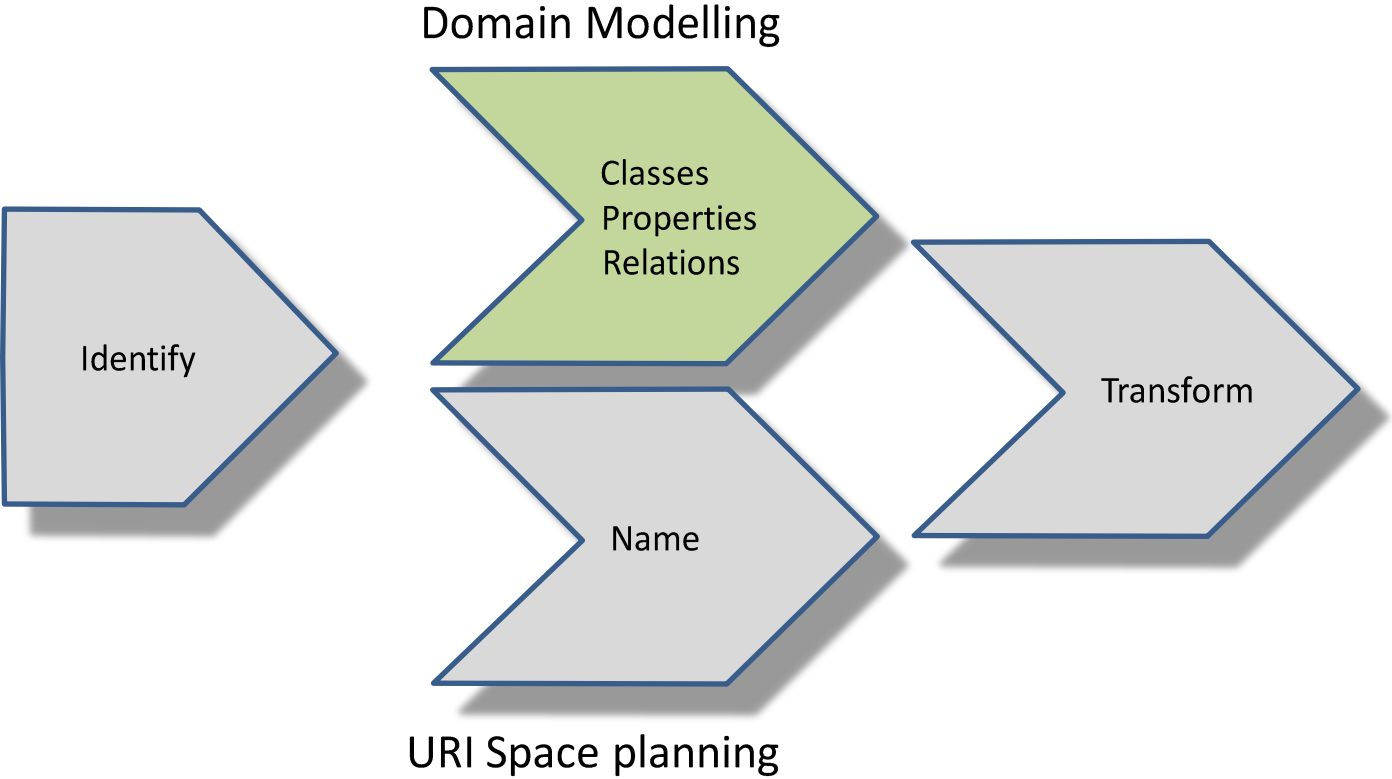 Domain Modelling
Classes
Properties
Relations
Identify
Transform
Name
URI Space planning